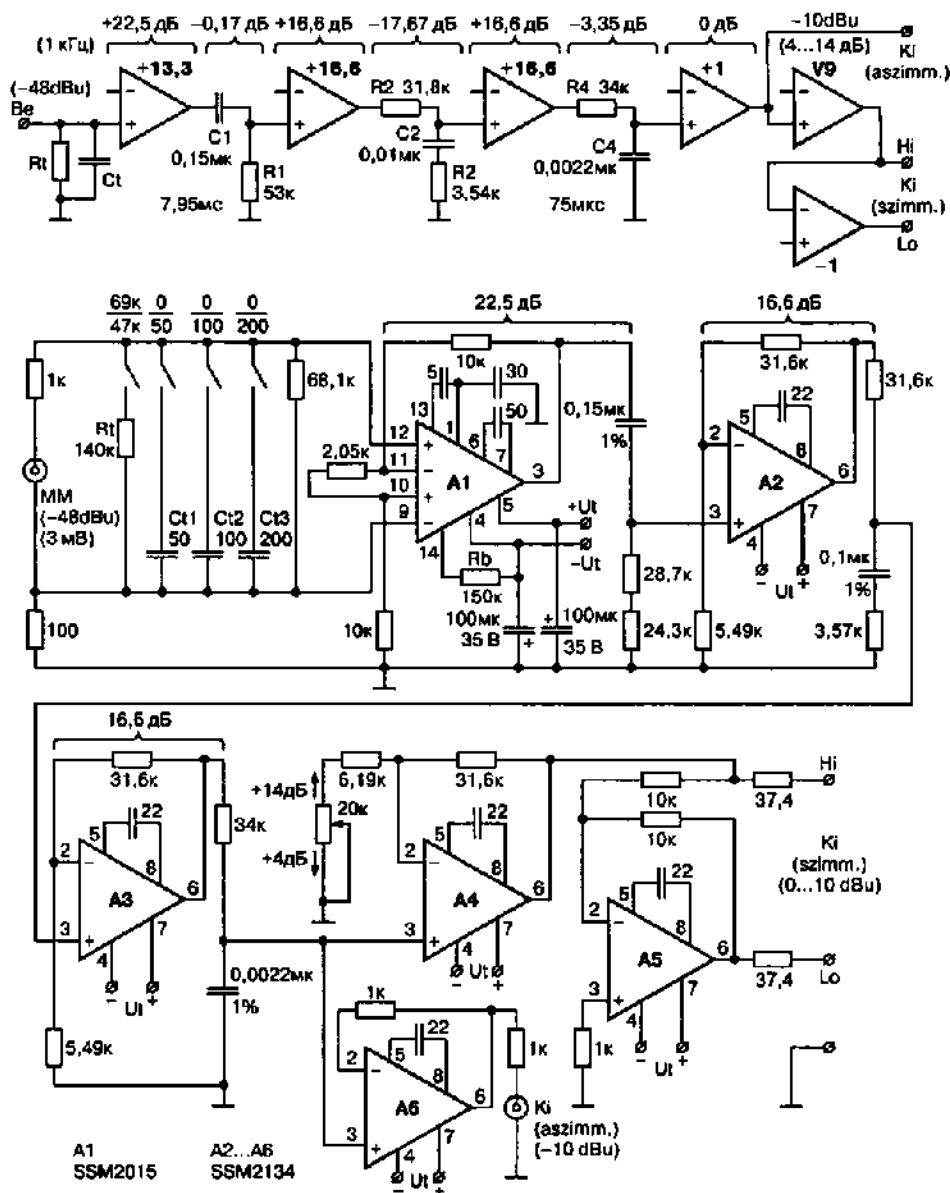 +22,5 дБ −0,17 дБ +16,6 дБ −17,67 дБ +16,6 дБ −3,35 дБ 0 дБ
−10dBu
(1 кГц) +13,3 +16,6 +16,6 +1 (4...14 дБ) Ki
V9 (aszimm.)
(−48dBu) R2 31,8к R4 34к
Be
− − − − −
+ + + + +
C1 C2 C4
Rt Ct 0,15мк R1 0,01мк R2 0,0022мк Hi
53к 3,54к Ki
7,95мс 75мкс (szimm.)
−
+
−1
Lo
69к 0 0 0
47к 50 100 200
22,5 дБ 16,6 дБ
1к 10к 31,6к 31,6к
68,1к 5 30
13 1 50 0,15мк 22
Rt 12 + 6 7 1% 5 8
140к 2,05к 11 − 3 2 −
10 + A1 A2 6
MM 9 − 5 3 +
(−48dBu) Ct1 Ct2 Ct3 4 +Ut 4 7
(3 мВ) 50 100 200 14 −Ut 0,1мк
Rb 28,7к − Ut + 1%
150к
100 10к 100мк + 100мк 24,3к 5,49к 3,57к
35 В + 35 В
16,6 дБ
31,6к 6,19к 31,6к Hi
+14дБ 10к 37,4
22 20к 22 10к
5 34к 5 Ki
2 − 8 +4дБ 2 − 8 22 (szimm.)
A3 6 A4 6 5 (0...10 dBu)
3 + 7 3 + 7 2 − 8
4 4 A5 6
− Ut + 0,0022мк − Ut + 3 + 7 37,4 Lo
1% 4
5,49к 1к 22 1к 1к − Ut +
5
2 − 8
A6 6 Ki
3 + 7 (aszimm.)
4 (−10 dBu)
− Ut +
A1 A2...A6
SSM2015 SSM2134